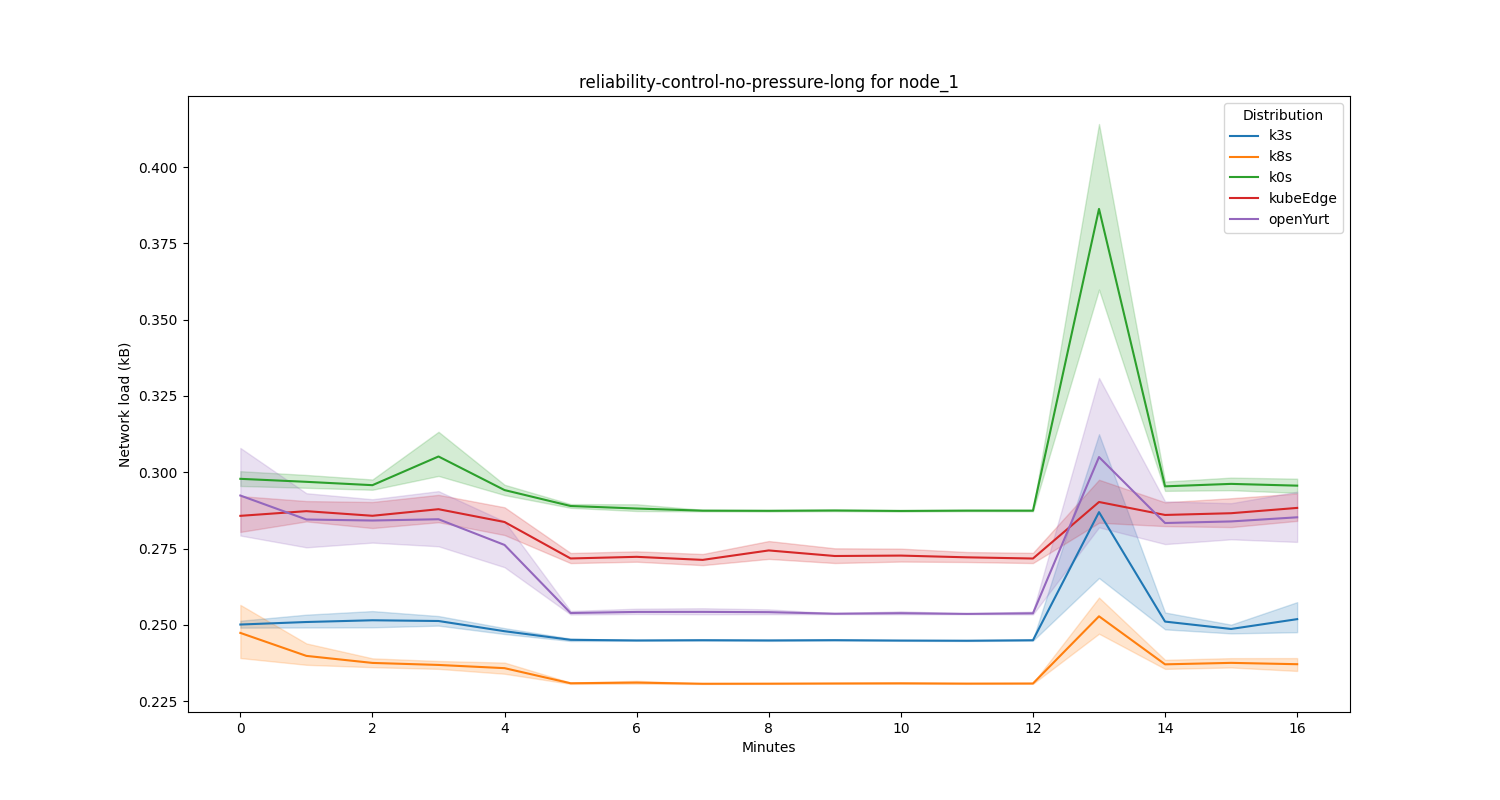 reliability-control-no-pressure-long for node_1
Distribution
k3s
k8s
k0s
kubeEdge
openYurt
Network load (kB)
0.400
0.375
0.350
0.325
0.300
0.275
0.250
0.225
0 2 4 6 8 10 12 14 16
Minutes